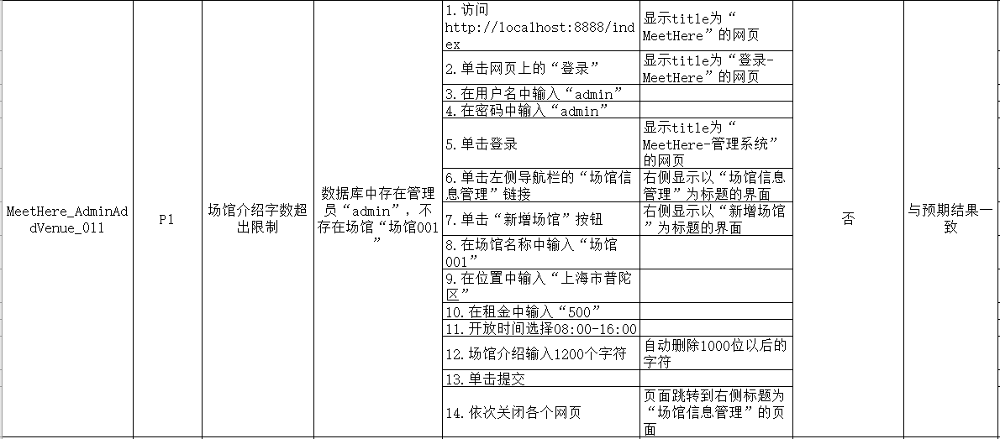 MeetHere_AdminAd
dVenue_011
P1
场馆介绍字数超
出限制
数据库中存在管理
员“admin”，不
存在场馆“场馆001
”
1.访问
http://localhost:8888/ind
ex
显示title为“
MeetHere”的网页
2.单击网页上的“登录”
显示title为“登录-
MeetHere”的网页
3.在用户名中输入“admin”
4.在密码中输入“admin”
5.单击登录
显示title为“
MeetHere-管理系统”
的网页
6.单击左侧导航栏的“场馆信
息管理”链接
右侧显示以“场馆信息
管理”为标题的界面
7.单击“新增场馆”按钮
右侧显示以“新增场馆
”为标题的界面
8.在场馆名称中输入“场馆
001”
9.在位置中输入“上海市普陀
区”
10.在租金中输入“500”
11.开放时间选择08:00-16:00
12.场馆介绍输入1200个字符
自动删除1000位以后的
字符
13.单击提交
14.依次关闭各个网页
页面跳转到右侧标题为
“场馆信息管理”的页
面
否
与预期结果一
致